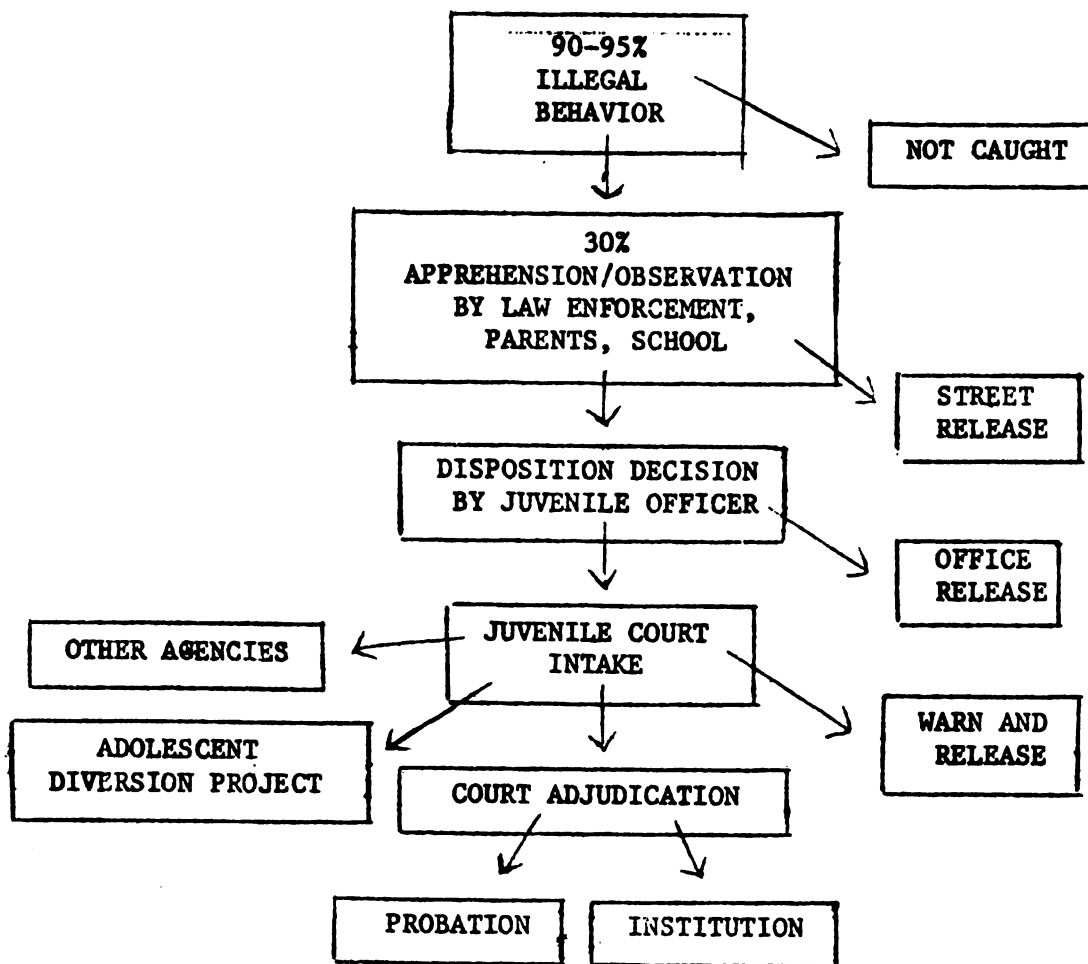 90-95%
ILLEGAL
BEHAVIOR
NOT CAUGHT
30%
APPREHENSION/OBSERVATION
BY LAW ENFORCEMENT,
PARENTS, SCHOOL
STREET
RELEASE
DISPOSITION DECISION
BY JUVENILE OFFICER
OFFICE
RELEASE
JUVENILE COURT
INTAKE
OTHER AGENCIES
WARN AND
RELEASE
ADOLESCENT
DIVERSION PROJECT
COURT ADJUDICATION
PROBATION
INSTITUTION